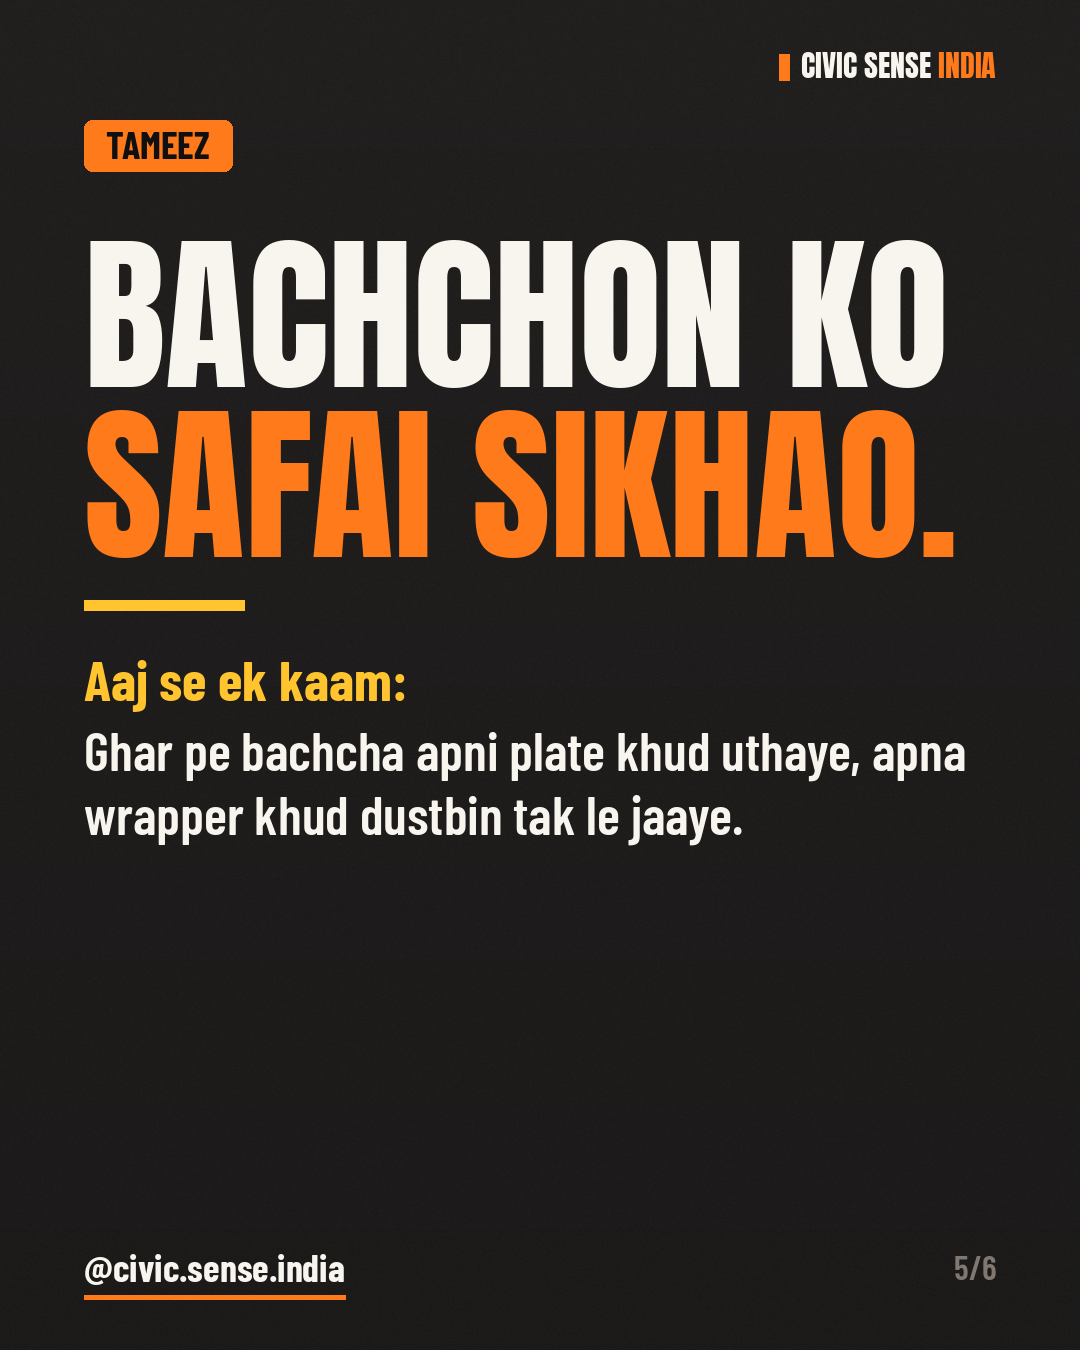 CIVIC SENSE INDIA
TAMEEZ
BACHCHON KO
SAFAI SIKHAO.
Aaj se ek kaam:
Ghar pe bachcha apni plate khud uthaye, apna
wrapper khud dustbin tak le jaaye.
@civic.sense.india
5/6